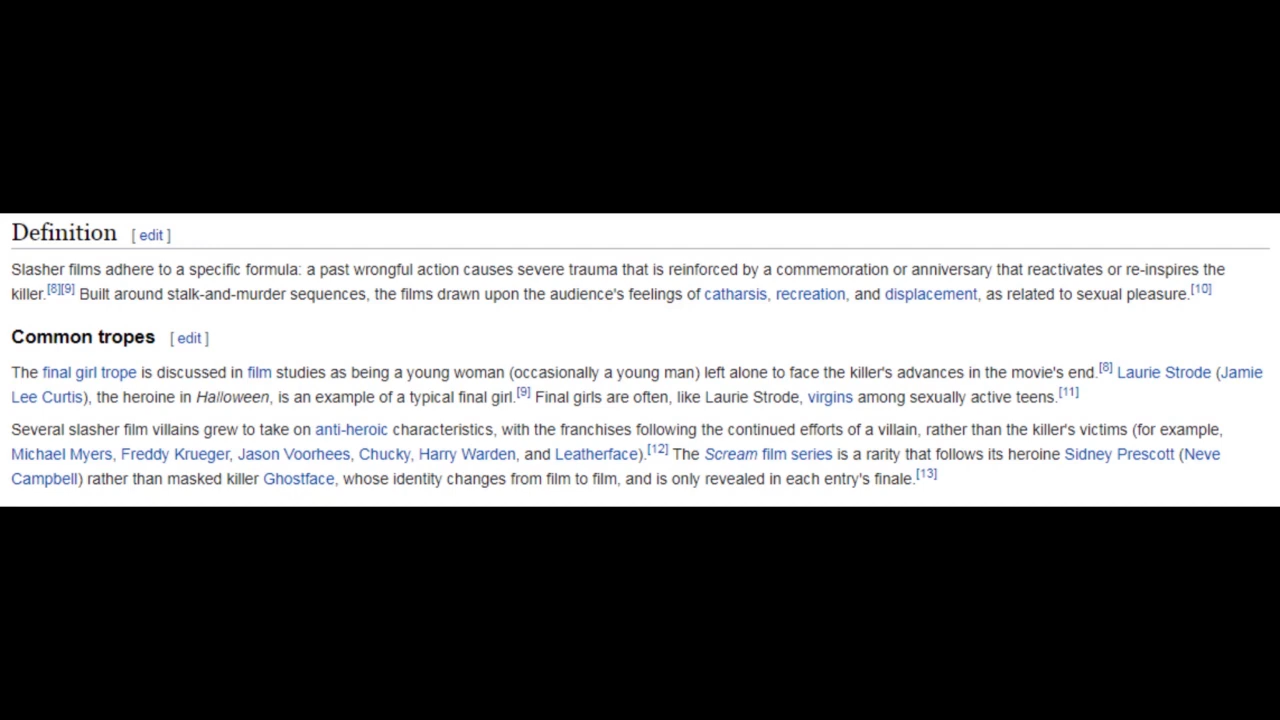 Definition [ edit ]
Slasher films adhere to a specific formula: a past wrongful action causes severe trauma that is reinforced by a commemoration or anniversary that reactivates or re-inspires the
killer.[8][9] Built around stalk-and-murder sequences, the films drawn upon the audience's feelings of catharsis, recreation, and displacement, as related to sexual pleasure.[10]
Common tropes [ edit ]
The final girl trope is discussed in film studies as being a young woman (occasionally a young man) left alone to face the killer's advances in the movie's end.[8] Laurie Strode (Jamie
Lee Curtis), the heroine in Halloween, is an example of a typical final girl.[9] Final girls are often, like Laurie Strode, virgins among sexually active teens.[11]
Several slasher film villains grew to take on anti-heroic characteristics, with the franchises following the continued efforts of a villain, rather than the killer's victims (for example,
Michael Myers, Freddy Krueger, Jason Voorhees, Chucky, Harry Warden, and Leatherface).[12] The Scream film series is a rarity that follows its heroine Sidney Prescott (Neve
Campbell) rather than masked killer Ghostface, whose identity changes from film to film, and is only revealed in each entry's finale.[13]